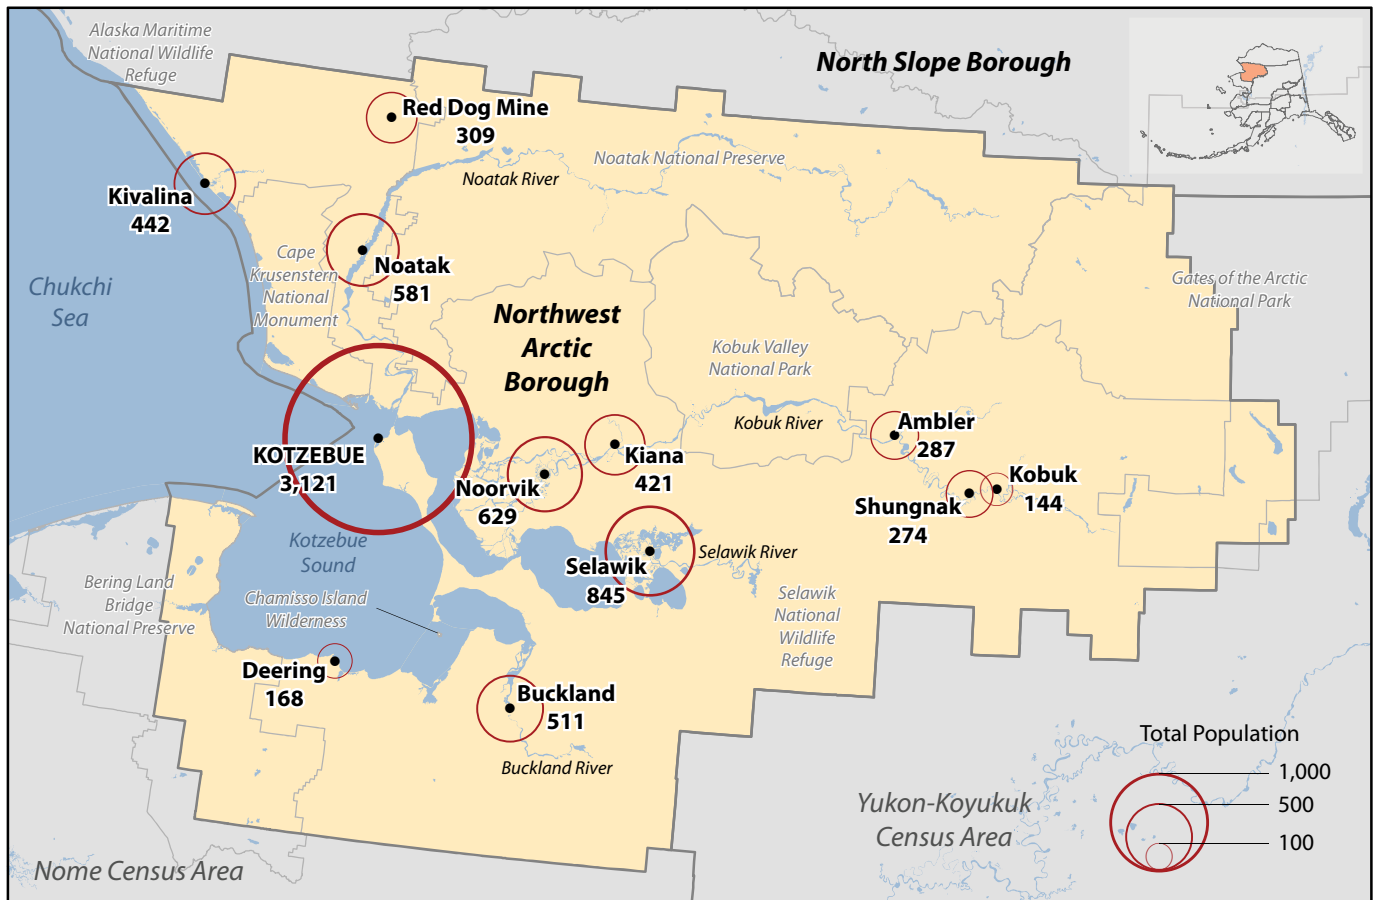 Alaska Maritime
National Wildlife
Refuge
North Slope Borough
Red Dog Mine
309
Noatak National Preserve
Noatak River
Kivalina
442
Cape
Krusenstern
National
Monument
Noatak
581
Chukchi
Sea
Gates of the Arctic
National Park
Northwest
Arctic
Borough
Kobuk Valley
National Park
Kobuk River
Ambler
287
KOTZEBUE
3,121
Kiana
421
Noorvik
629
Kobuk
144
Shungnak
274
Kotzebue
Sound
Selawik
845
Selawik River
Bering Land
Bridge
National Preserve
Chamisso Island
Wilderness
Selawik
National
Wildlife
Refuge
Deering
168
Buckland
511
Buckland River
Total Population
1,000
500
100
Yukon-Koyukuk
Census Area
Nome Census Area